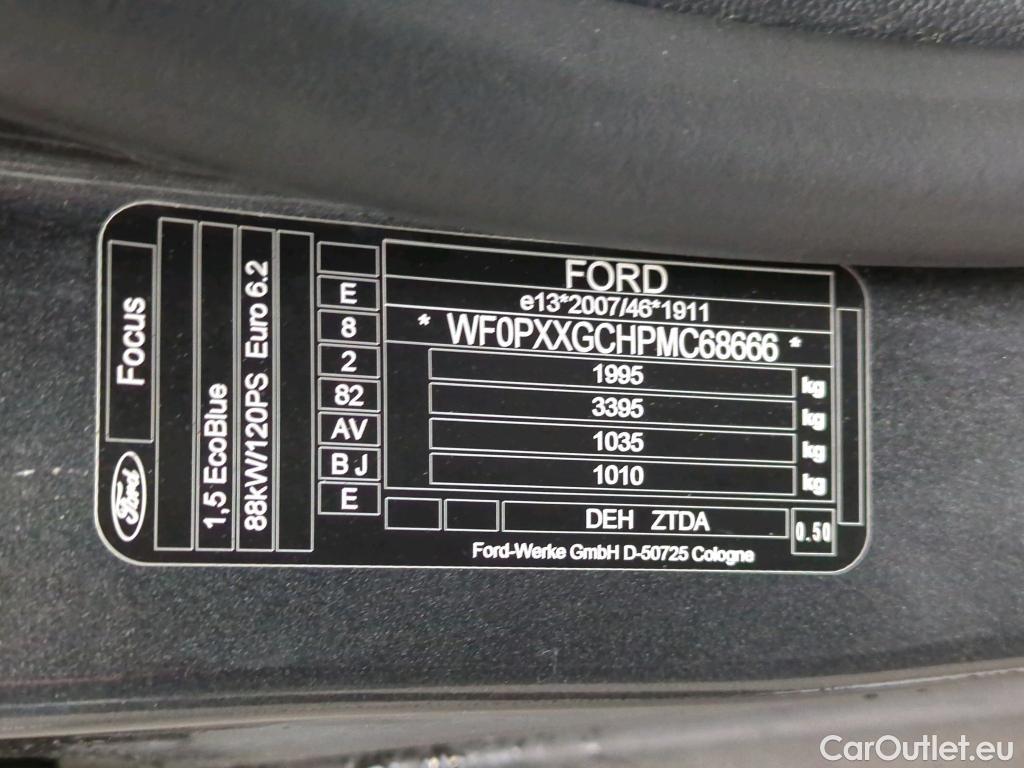 Focus
Ford
1,5 EcoBlue
88kW/120PS Euro 6.2
E
8
2
82
AV
B J
E
FORD
e13*2007/46*1911
* WF0PXXGCHPMC68666 *
1995 kg
3395 kg
1035 kg
1010 kg
DEH ZTDA
0.50
Ford-Werke GmbH D-50725 Cologne
CarOutlet.eu